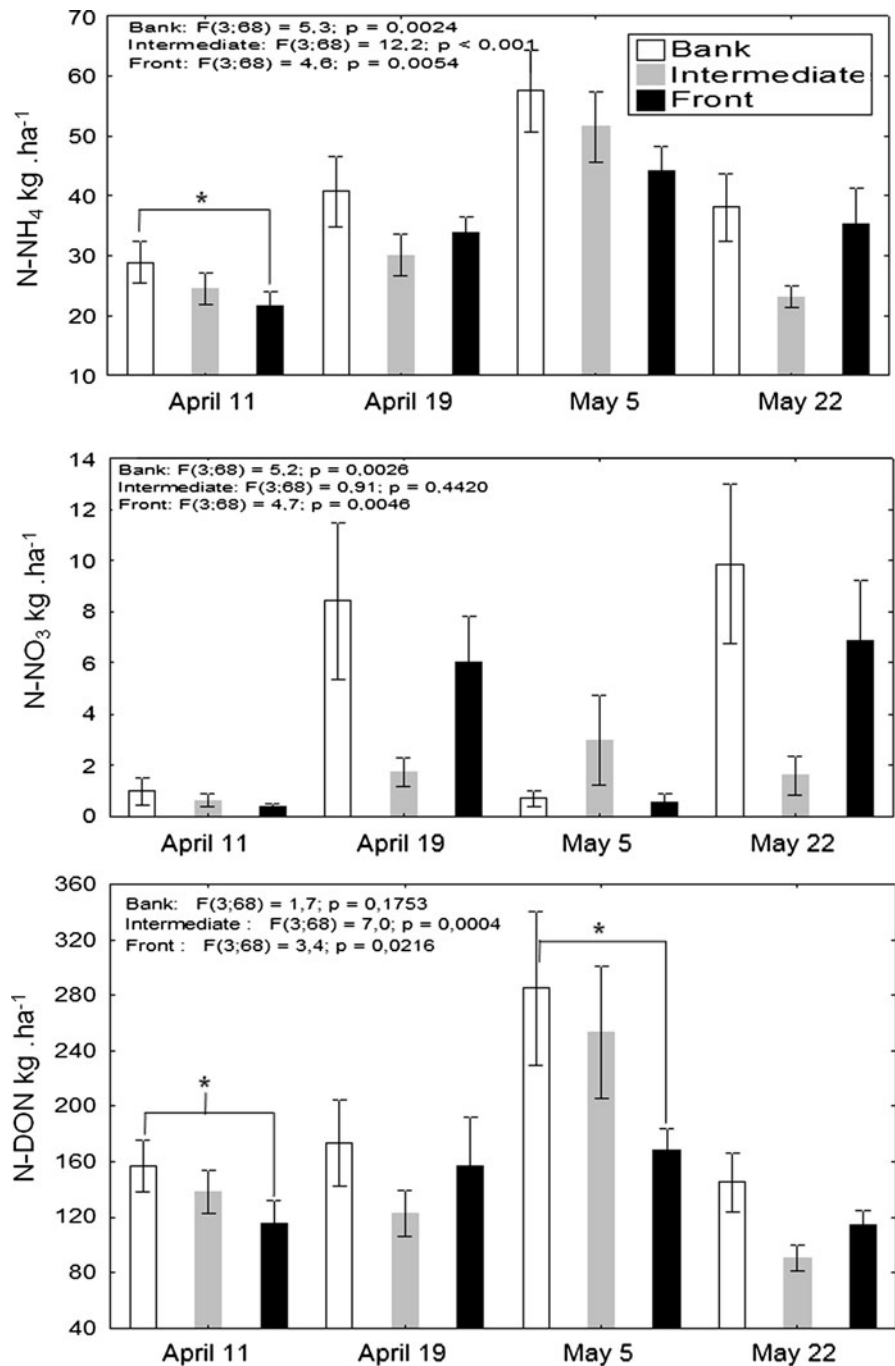 Bank: F(3;68) = 5,3; p = 0,0024
Intermediate: F(3;68) = 12,2; p < 0,001
Front: F(3;68) = 4,6; p = 0,0054
Bank
Intermediate
Front
N-NH₄ kg .ha⁻¹
70
60
50
40
30
20
10
*
April 11 April 19 May 5 May 22
Bank: F(3;68) = 5,2; p = 0,0026
Intermediate: F(3;68) = 0,91; p = 0,4420
Front: F(3;68) = 4,7; p = 0,0046
N-NO₃ kg .ha⁻¹
14
12
10
8
6
4
2
0
April 11 April 19 May 5 May 22
Bank: F(3;68) = 1,7; p = 0,1753
Intermediate : F(3;68) = 7,0; p = 0,0004
Front : F(3;68) = 3,4; p = 0,0216
N-DON kg .ha⁻¹
360
320
280
240
200
160
120
80
40
*
*
April 11 April 19 May 5 May 22